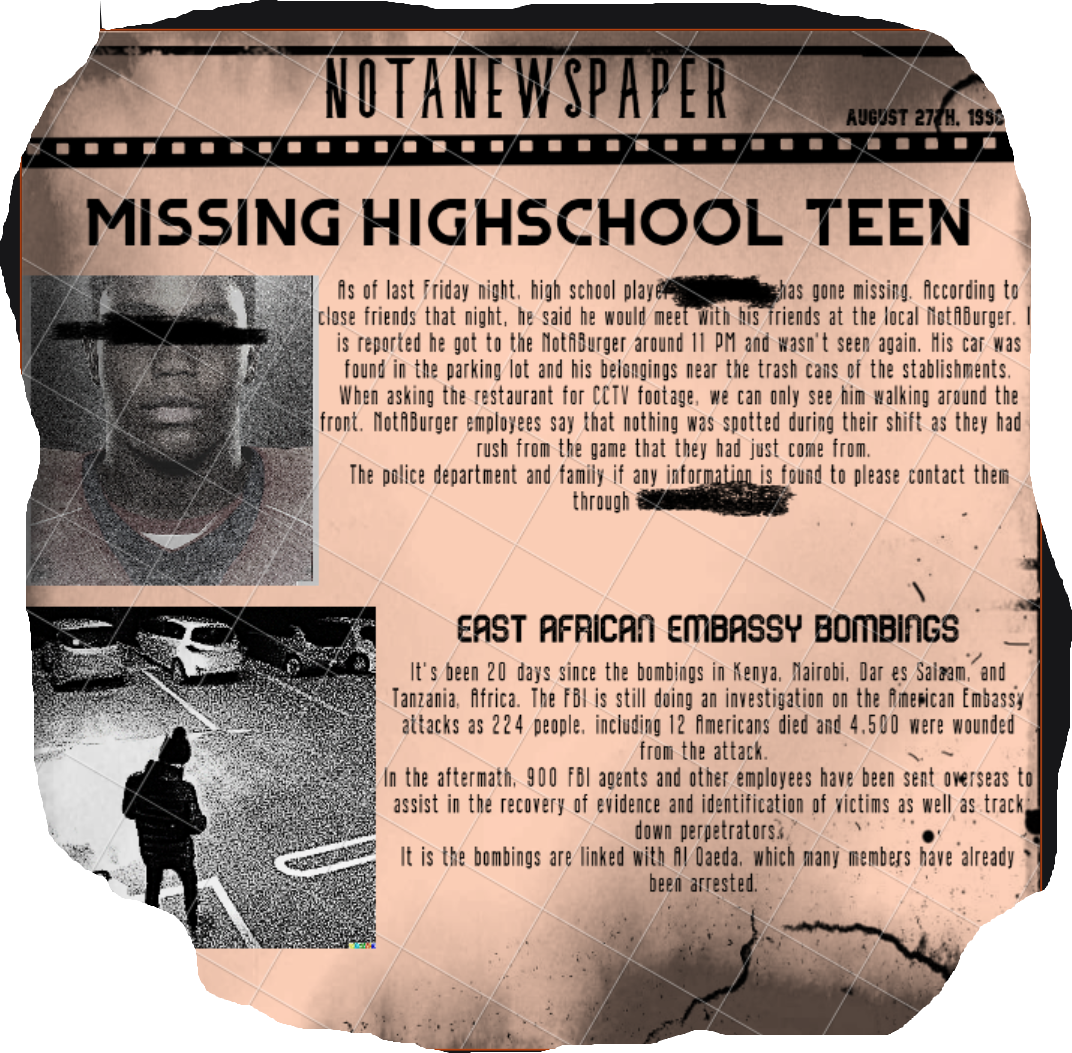 NOTANEWSPAPER
AUGUST 27TH, 199
MISSING HIGHSCHOOL TEEN
As of last Friday night, high school player has gone missing. According to
close friends that night, he said he would meet with his friends at the local NotABurger. I
is reported he got to the NotABurger around 11 PM and wasn't seen again. His car was
found in the parking lot and his belongings near the trash cans of the stablishments.
When asking the restaurant for CCTV footage, we can only see him walking around the
front. NotABurger employees say that nothing was spotted during their shift as they had
rush from the game that they had just come from.
The police department and family if any information is found to please contact them
through
EAST AFRICAN EMBASSY BOMBINGS
It's been 20 days since the bombings in Kenya, Nairobi, Dar es Salaam, and
Tanzania, Africa. The FBI is still doing an investigation on the American Embassy
attacks as 224 people, including 12 Americans died and 4,500 were wounded
from the attack.
In the aftermath, 900 FBI agents and other employees have been sent overseas to
assist in the recovery of evidence and identification of victims as well as track
down perpetrators.
It is the bombings are linked with Al Qaeda, which many members have already
been arrested.